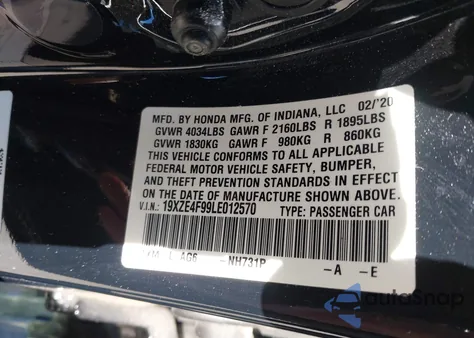 MFD. BY HONDA MFG. OF INDIANA, LLC 02/'20
GVWR 4034LBS GAWR F 2160LBS R 1895LBS
GVWR 1830KG GAWR F 980KG R 860KG
THIS VEHICLE CONFORMS TO ALL APPLICABLE
FEDERAL MOTOR VEHICLE SAFETY, BUMPER,
AND THEFT PREVENTION STANDARDS IN EFFECT
ON THE DATE OF MANUFACTURE SHOWN ABOVE.
V.I.N.: 19XZE4F99LE012570 TYPE: PASSENGER CAR
AG6 -NH731P -A -E
autoSnap